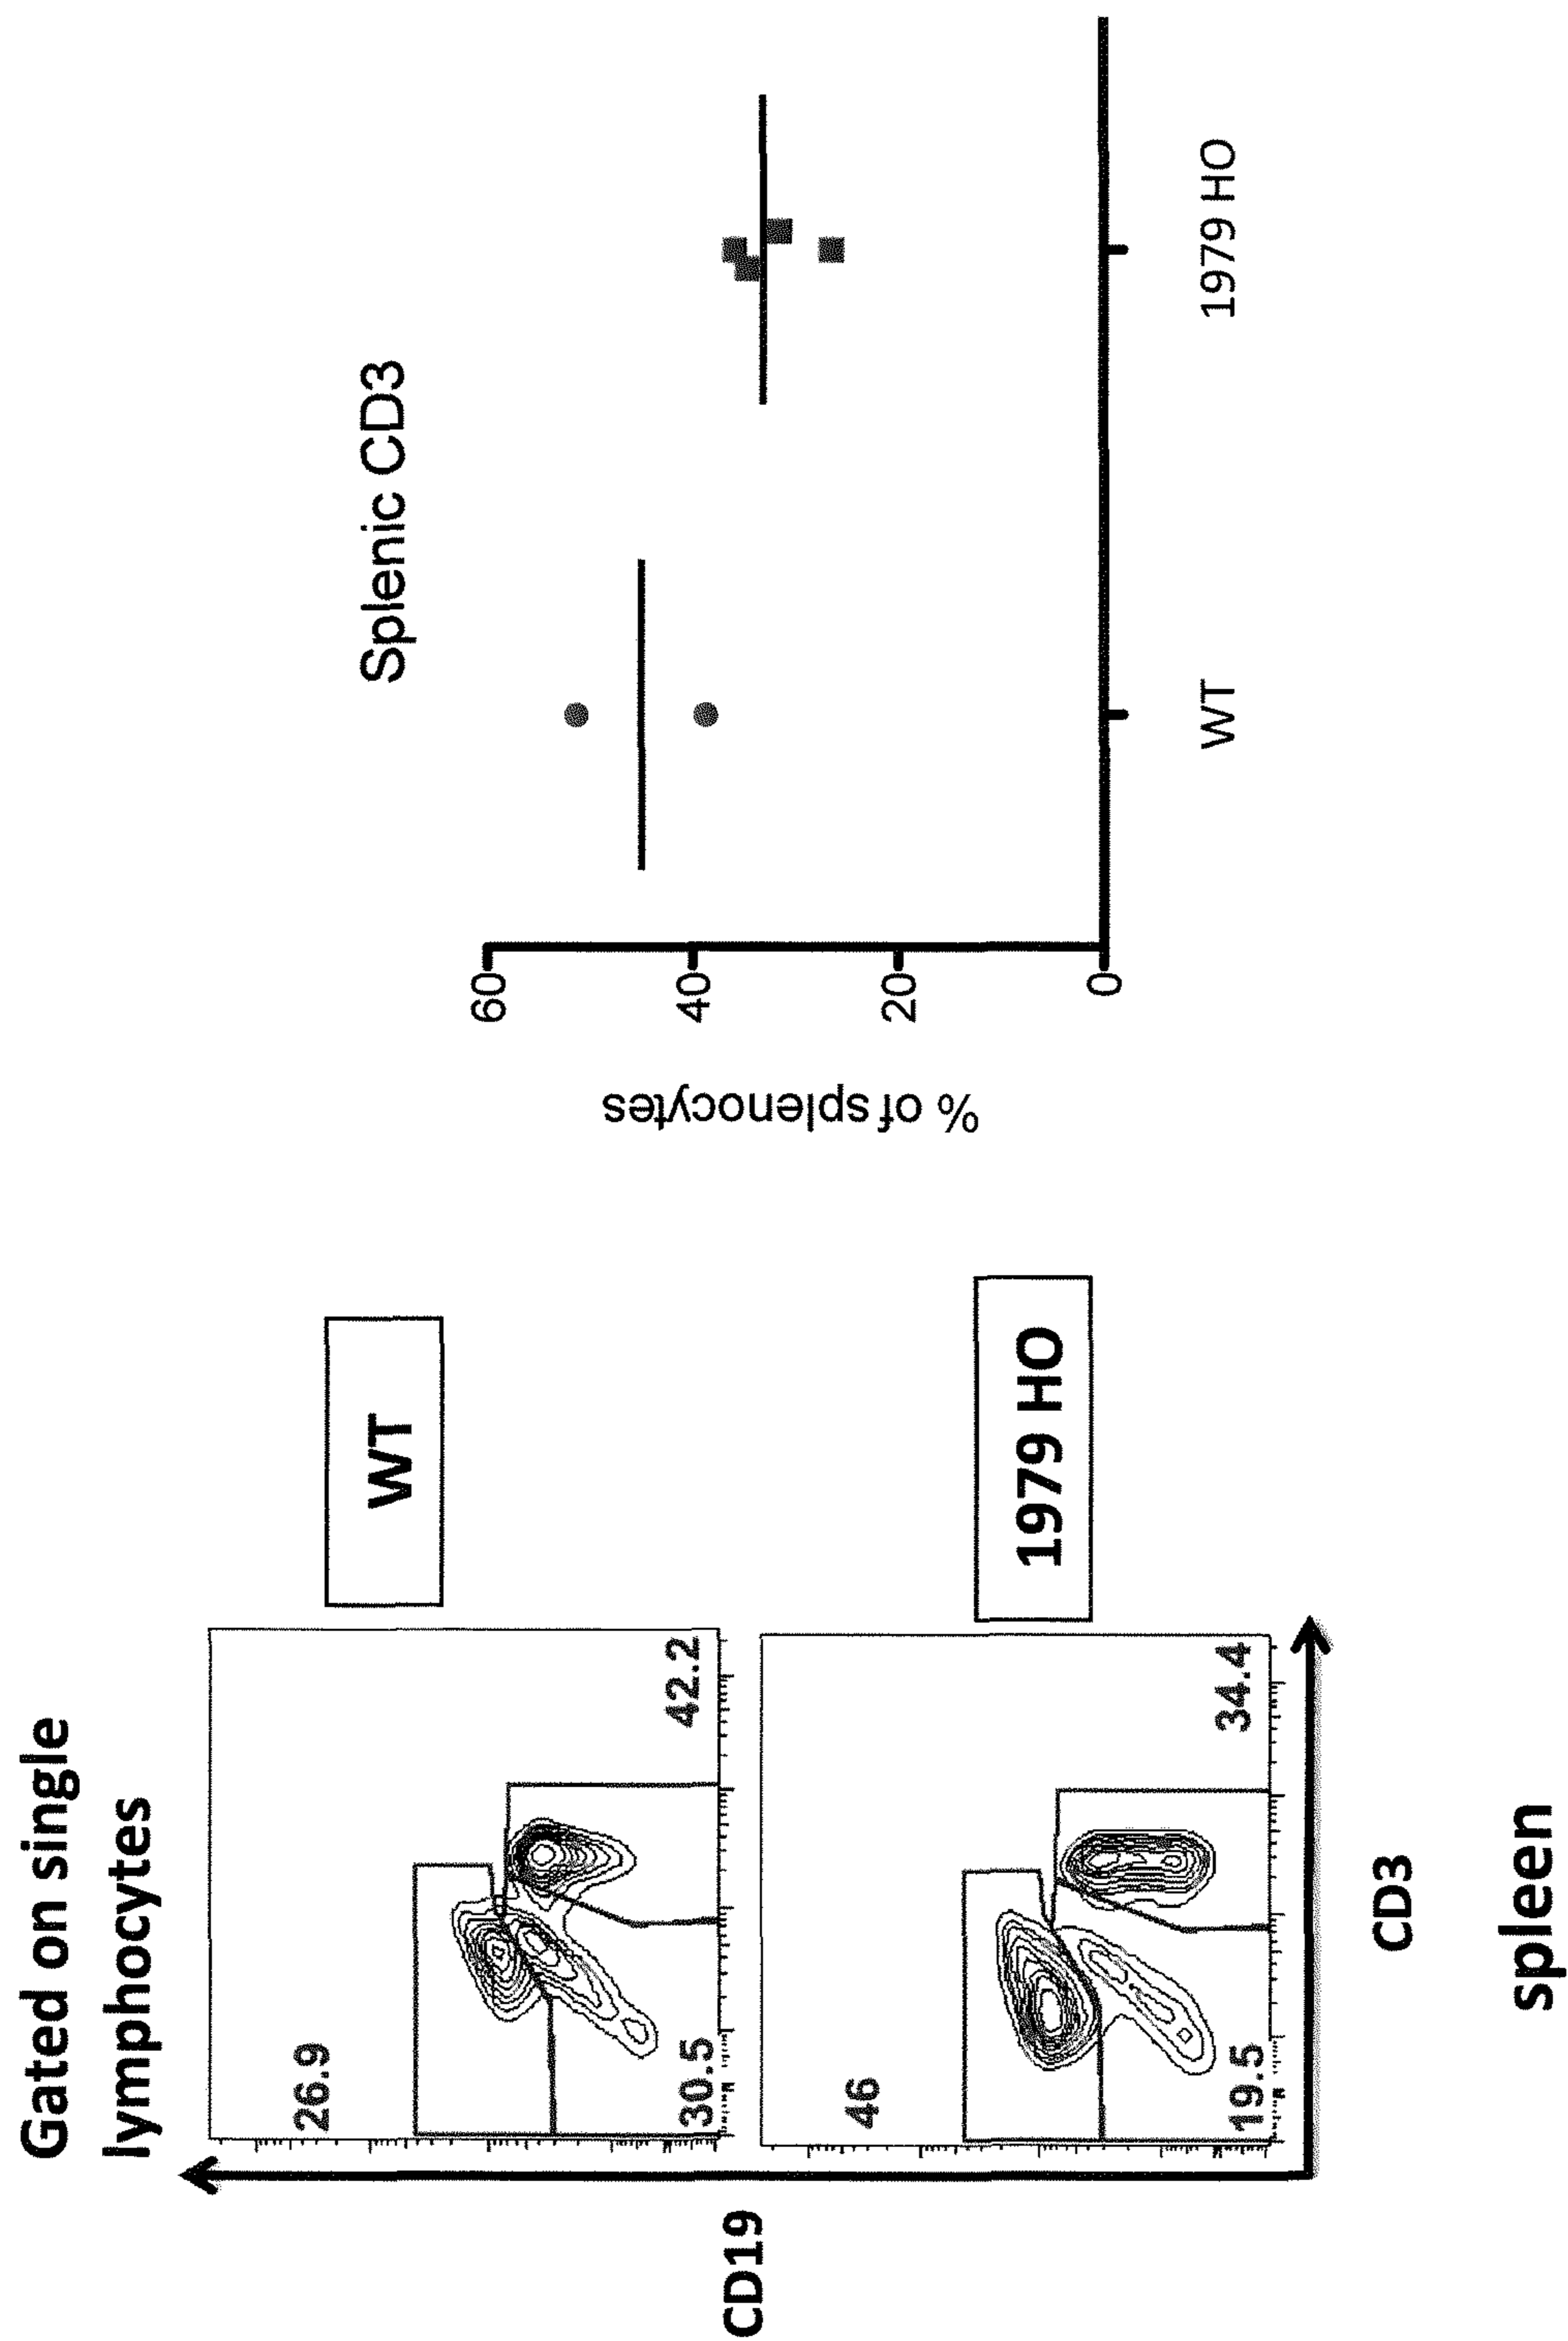 Gated on single
lymphocytes
26.9
30.5
42.2
WT
46
19.5
34.4
1979 HO
CD19
CD3
spleen
Splenic CD3
% of splenocytes
60
40
20
0
WT
1979 HO